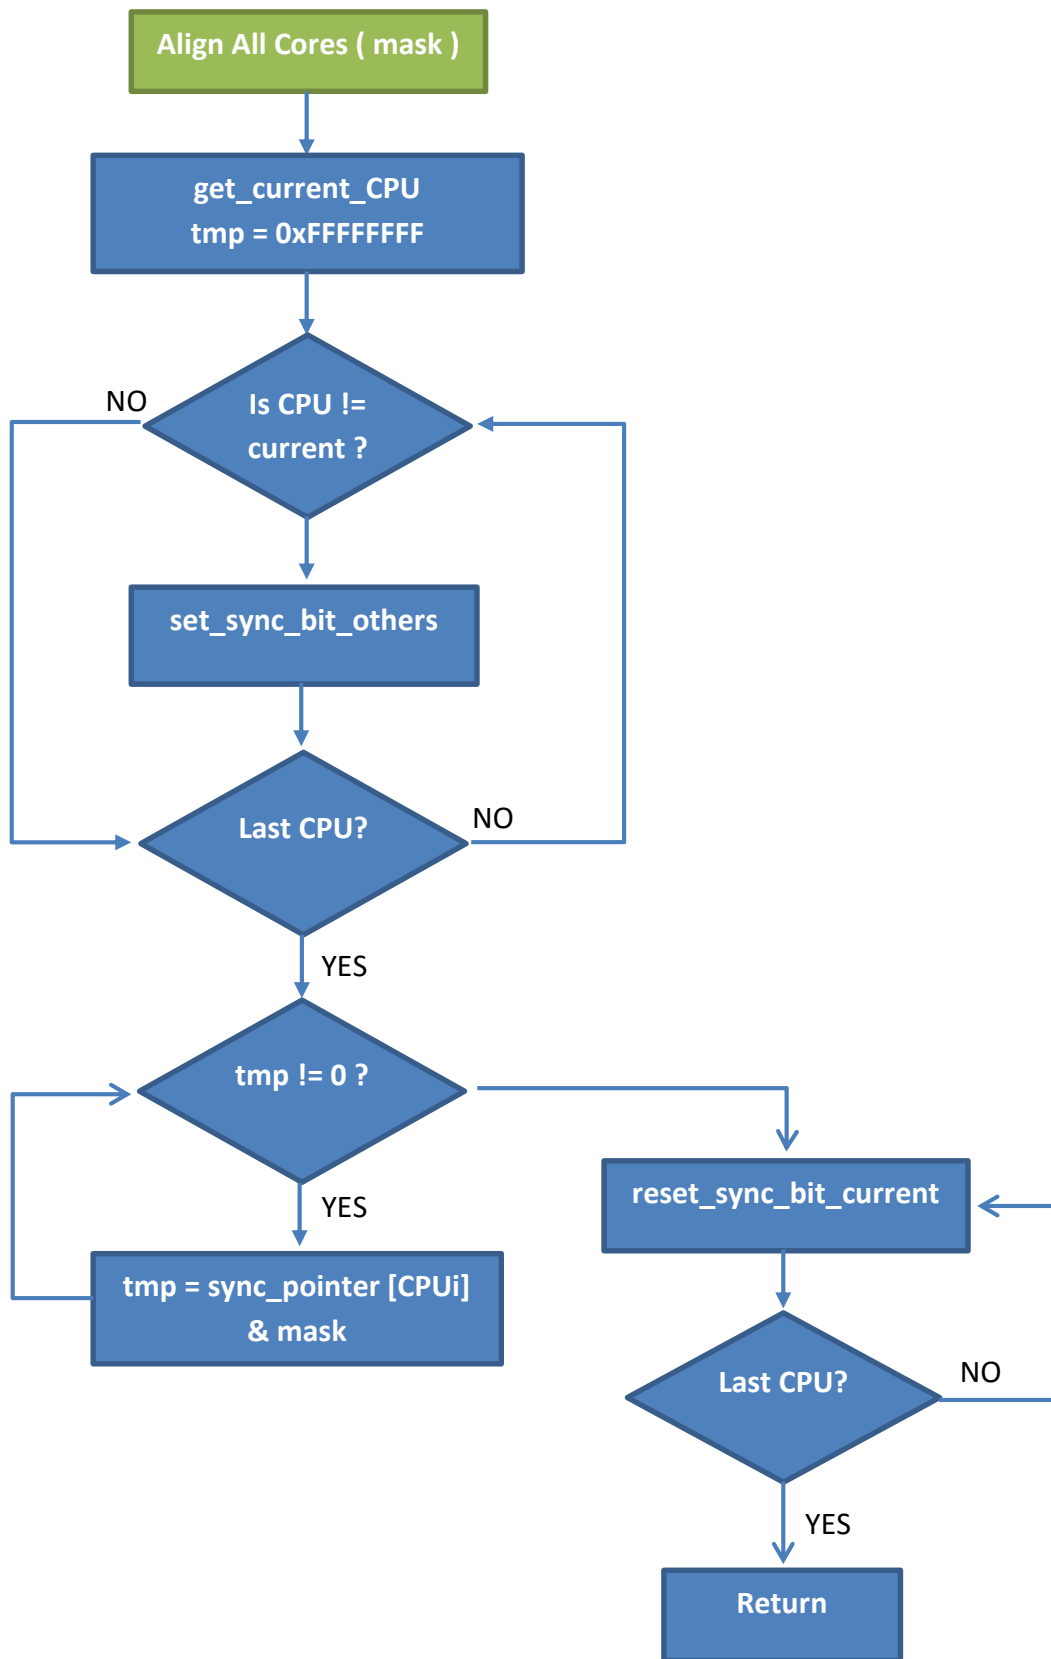 Align All Cores ( mask )
get_current_CPU
tmp = 0xFFFFFFFF
NO
Is CPU !=
current ?
set_sync_bit_others
Last CPU?
NO
YES
tmp != 0 ?
YES
tmp = sync_pointer [CPUi]
& mask
reset_sync_bit_current
Last CPU?
NO
YES
Return